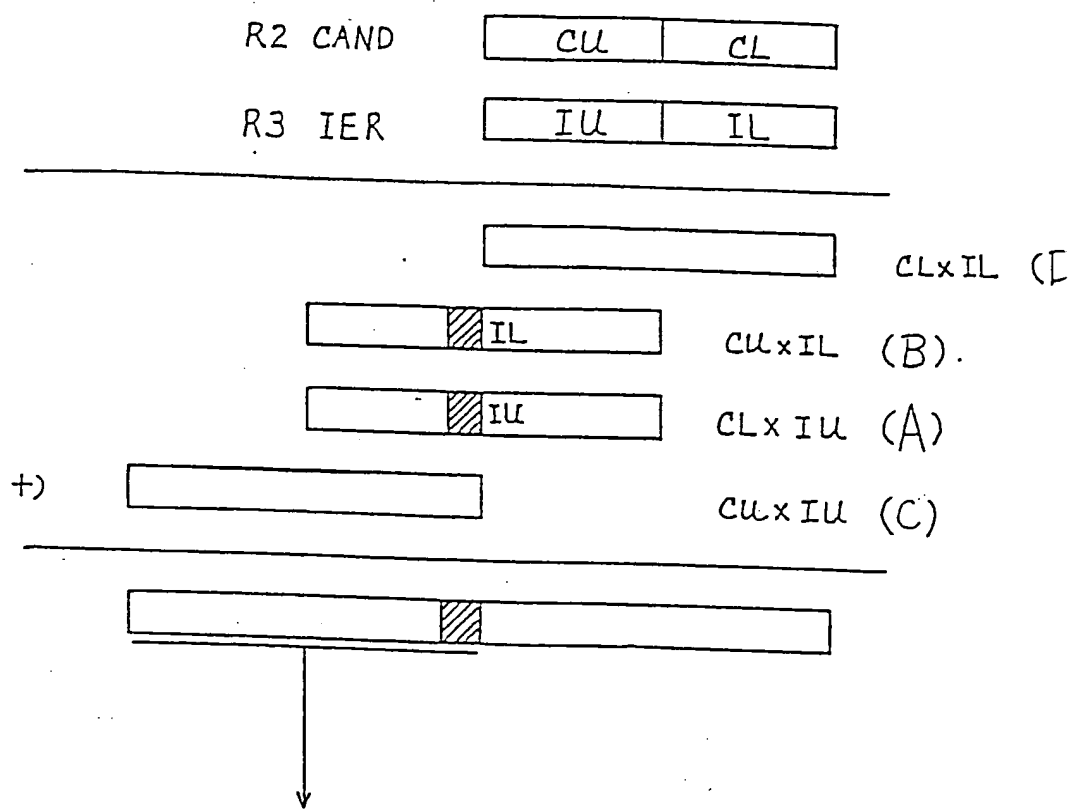 R2 CAND CU CL
R3 IER IU IL
CL×IL (
IL CU×IL (B).
IU CL×IU (A)
+) CU×IU (C)